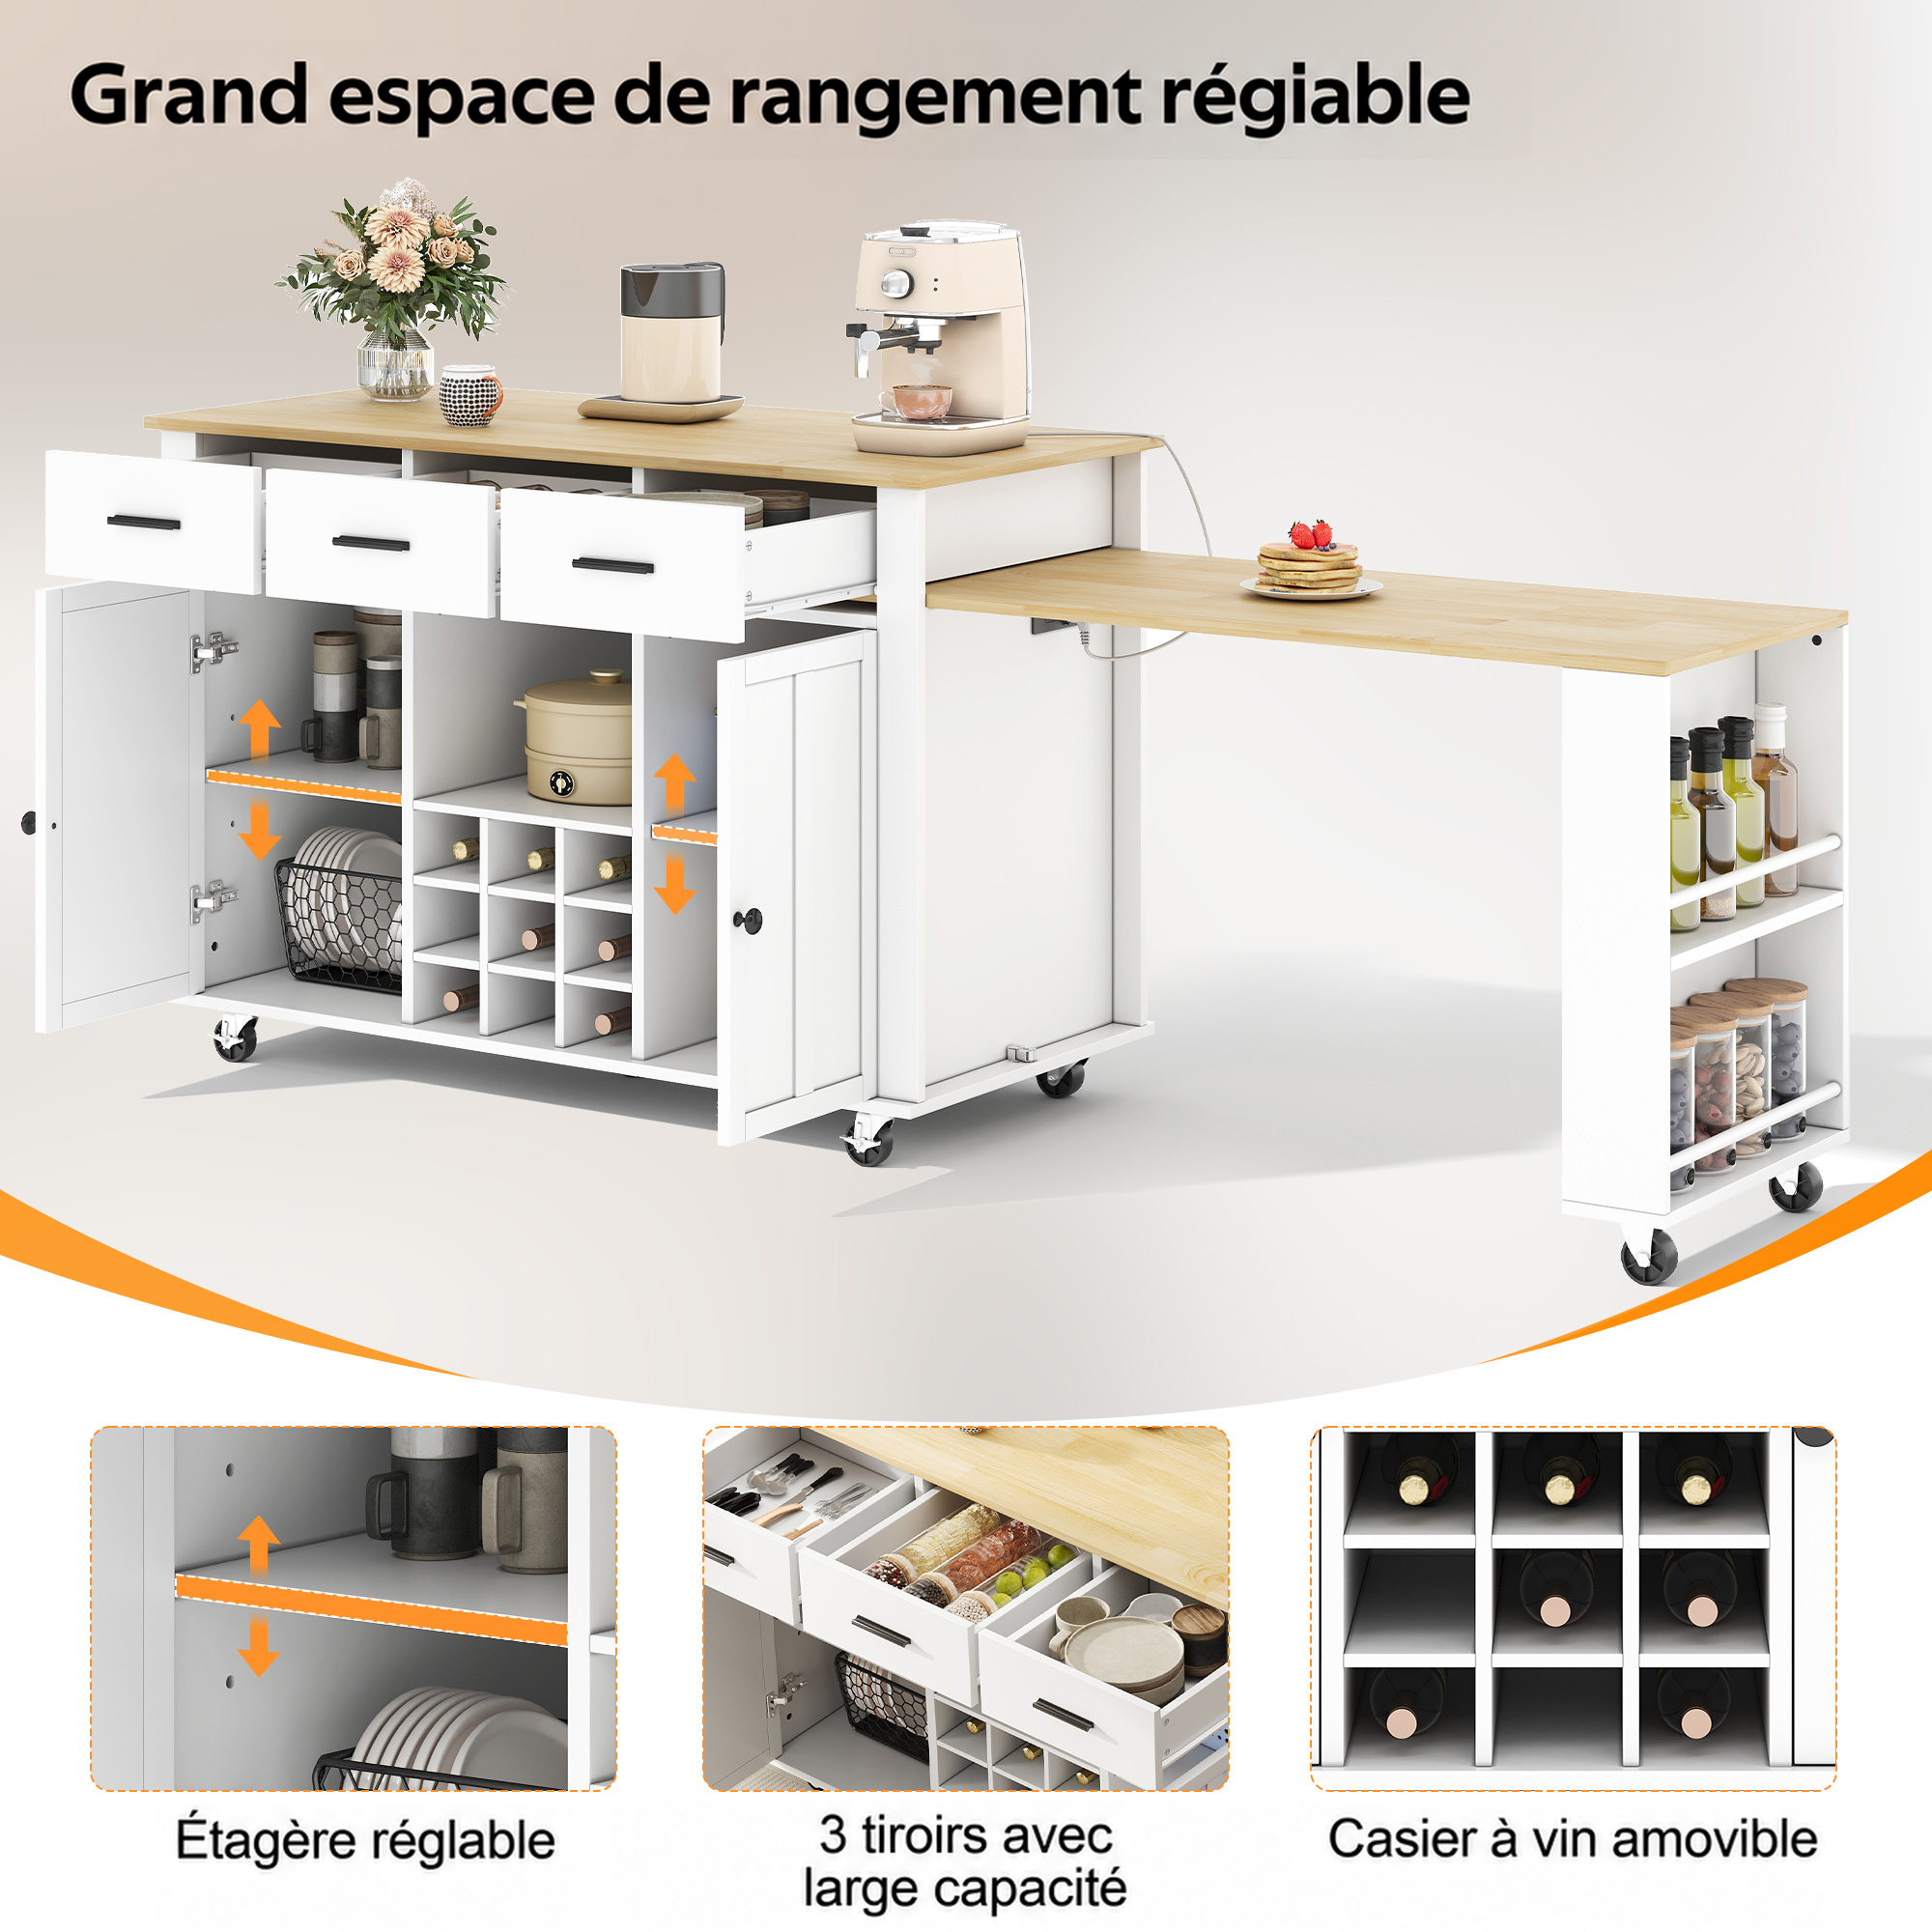 Grand espace de rangement régiable
Étagère réglable
3 tiroirs avec
large capacité
Casier à vin amovible